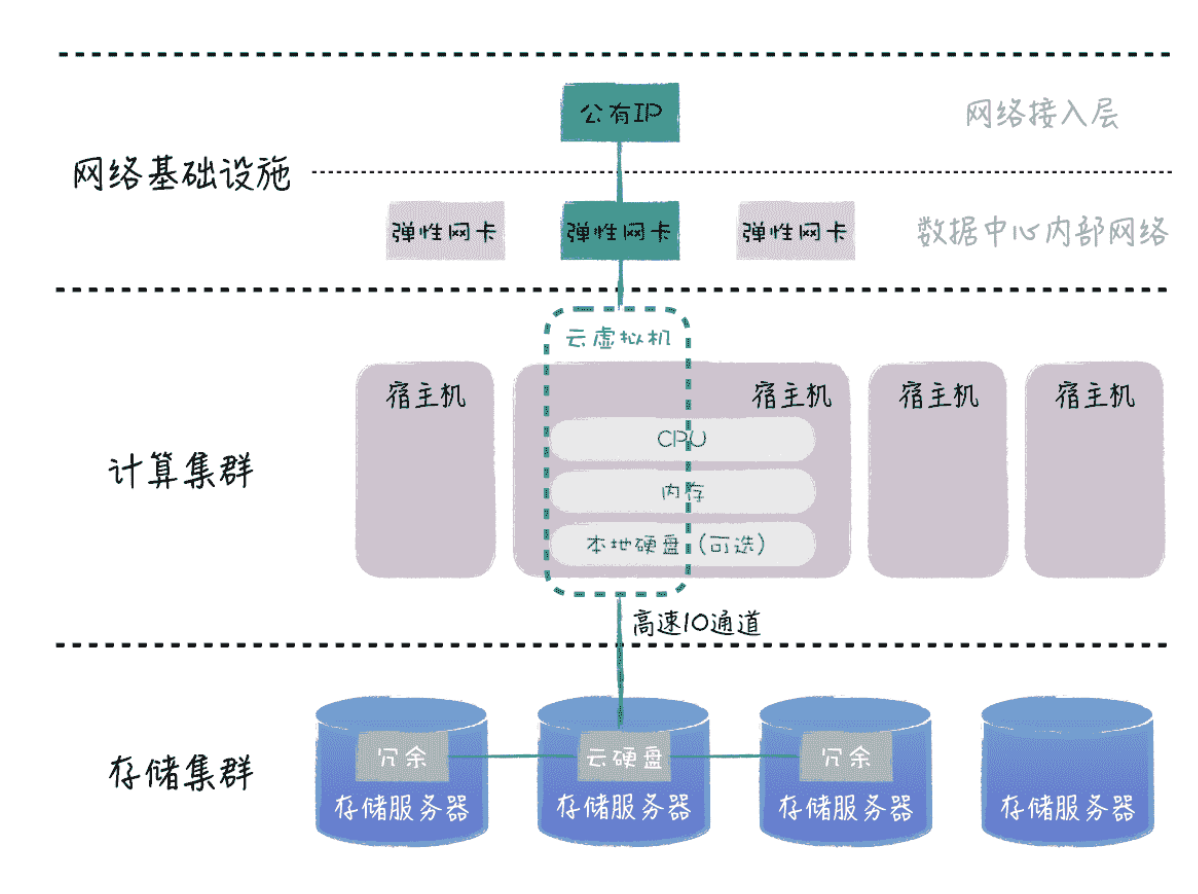 公有IP
网络接入层
网络基础设施
弹性网卡
弹性网卡
弹性网卡
数据中心内部网络
云虚拟机
宿主机
宿主机
宿主机
宿主机
CPU
内存
计算集群
本地硬盘（可选）
高速IO通道
冗余
云硬盘
冗余
存储集群
存储服务器
存储服务器
存储服务器
存储服务器